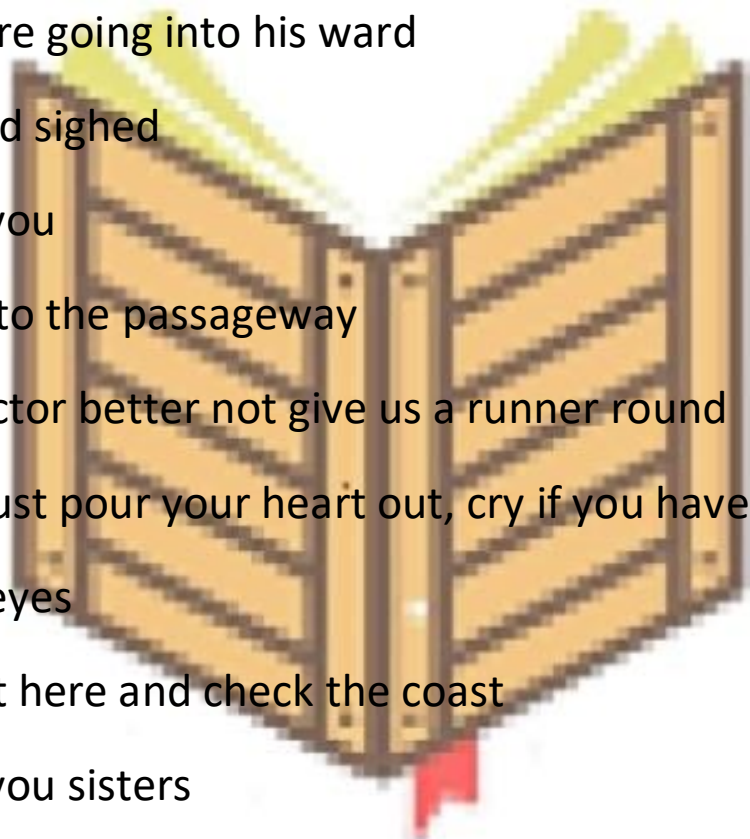 re going into his ward
d sighed
you
to the passageway
ctor better not give us a runner round
ust pour your heart out, cry if you have
eyes
t here and check the coast
you sisters